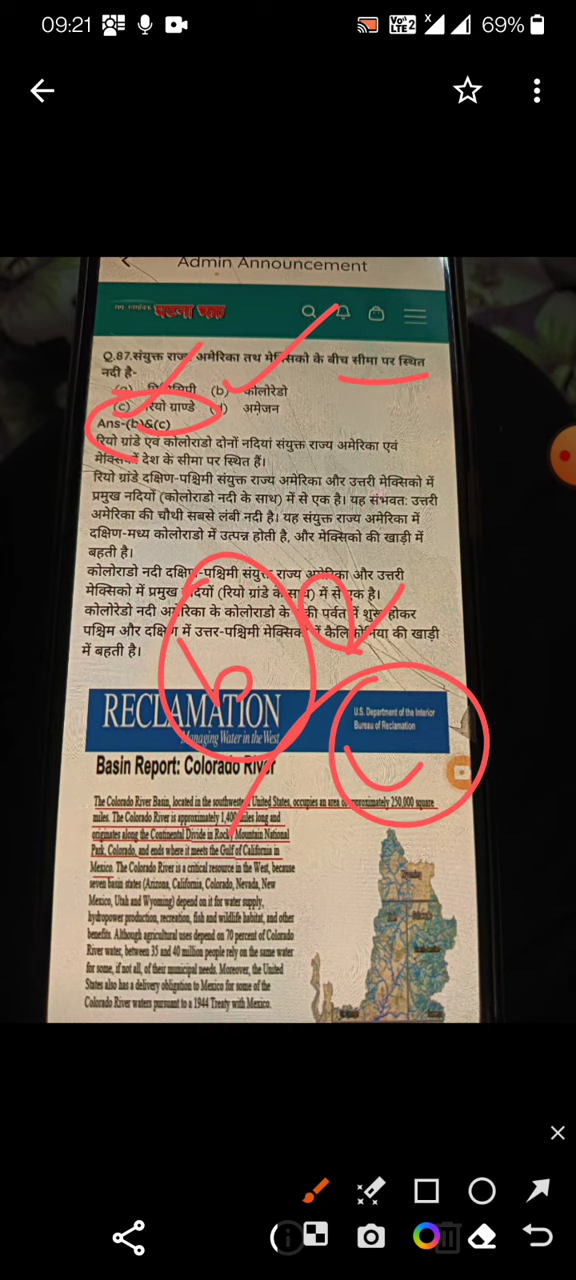 09:21
Vo))
LTE 2
X
69%
Admin Announcement
घटना चक्र
Q.87.संयुक्त राज्य अमेरिका तथ मेक्सिको के बीच सीमा पर स्थित
नदी है-
(b) कोलोरेडो
(c) रियो ग्राण्डे (d) अमेजन
Ans-(b)&(c)
रियो ग्रांडे एवं कोलोराडो दोनों नदियां संयुक्त राज्य अमेरिका एवं
मेक्सिको देश के सीमा पर स्थित हैं।
रियो ग्रांडे दक्षिण-पश्चिमी संयुक्त राज्य अमेरिका और उत्तरी मेक्सिको में
प्रमुख नदियों (कोलोराडो नदी के साथ) में से एक है। यह संभवत: उत्तरी
अमेरिका की चौथी सबसे लंबी नदी है। यह संयुक्त राज्य अमेरिका में
दक्षिण-मध्य कोलोराडो में उत्पन्न होती है, और मेक्सिको की खाड़ी में
बहती है।
कोलोराडो नदी दक्षिण-पश्चिमी संयुक्त राज्य अमेरिका और उत्तरी
मेक्सिको में प्रमुख नदियों (रियो ग्रांडे के साथ) में से एक है।
कोलोरेडो नदी अमेरिका के कोलोराडो के रॉकी पर्वत में शुरू होकर
पश्चिम और दक्षिण में उत्तर-पश्चिमी मेक्सिको में कैलिफोर्निया की खाड़ी
में बहती है।
b
C
RECLAMATION
Managing Water in the West
U.S. Department of the Interior
Bureau of Reclamation
Basin Report: Colorado River
The Colorado River Basin, located in the southwestern United States, occupies an area of approximately 250,000 square
miles. The Colorado River is approximately 1,400 miles long and
originates along the Continental Divide in Rocky Mountain National
Park, Colorado, and ends where it meets the Gulf of California in
Mexico. The Colorado River is a critical resource in the West, because
seven basin states (Arizona, California, Colorado, Nevada, New
Mexico, Utah and Wyoming) depend on it for water supply,
hydropower production, recreation, fish and wildlife habitat, and other
benefits. Although agricultural uses depend on 70 percent of Colorado
River water, between 35 and 40 million people rely on the same water
for some, if not all, of their municipal needs. Moreover, the United
States also has a delivery obligation to Mexico for some of the
Colorado River waters pursuant to a 1944 Treaty with Mexico.